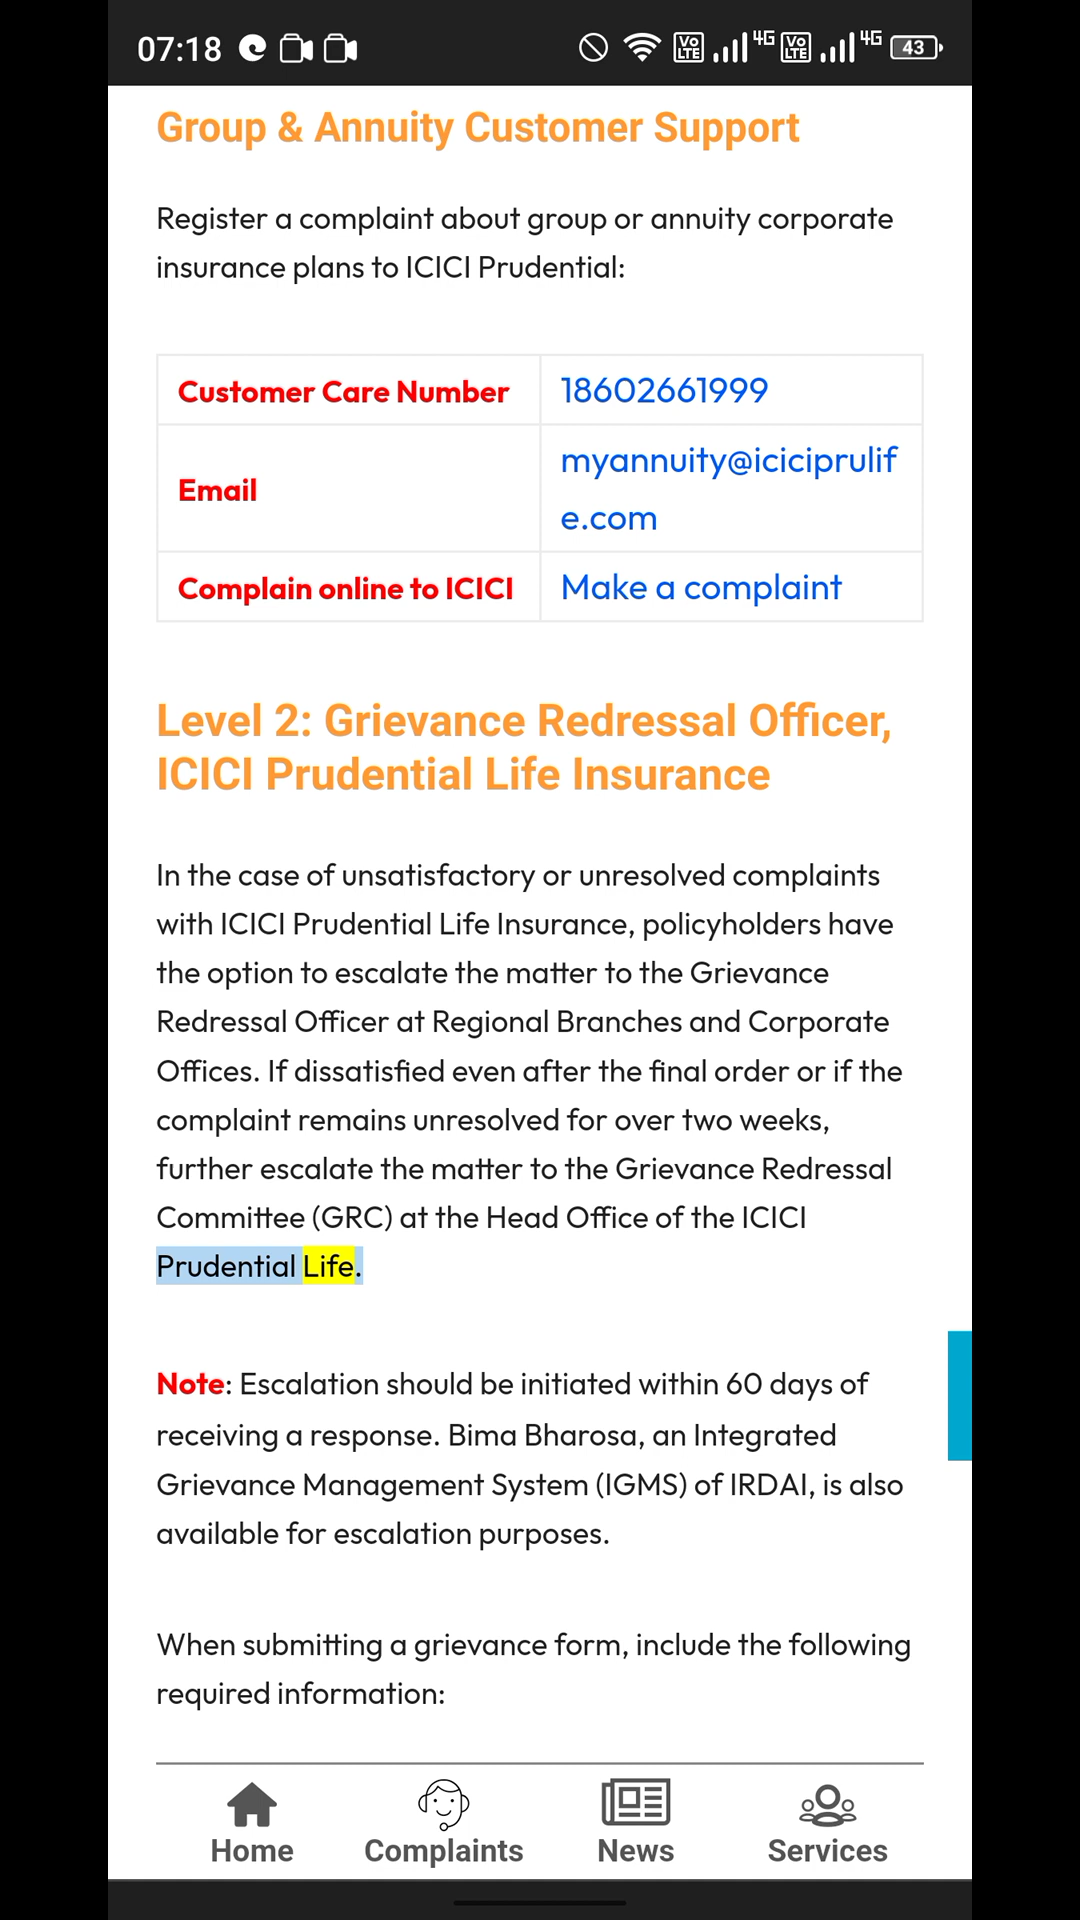 07:18
VoLTE 4G VoLTE 4G 43
Group & Annuity Customer Support
Register a complaint about group or annuity corporate
insurance plans to ICICI Prudential:
Customer Care Number 18602661999
Email myannuity@iciciprulif
e.com
Complain online to ICICI Make a complaint
Level 2: Grievance Redressal Officer,
ICICI Prudential Life Insurance
In the case of unsatisfactory or unresolved complaints
with ICICI Prudential Life Insurance, policyholders have
the option to escalate the matter to the Grievance
Redressal Officer at Regional Branches and Corporate
Offices. If dissatisfied even after the final order or if the
complaint remains unresolved for over two weeks,
further escalate the matter to the Grievance Redressal
Committee (GRC) at the Head Office of the ICICI
Prudential Life.
Note: Escalation should be initiated within 60 days of
receiving a response. Bima Bharosa, an Integrated
Grievance Management System (IGMS) of IRDAI, is also
available for escalation purposes.
When submitting a grievance form, include the following
required information:
Home Complaints News Services